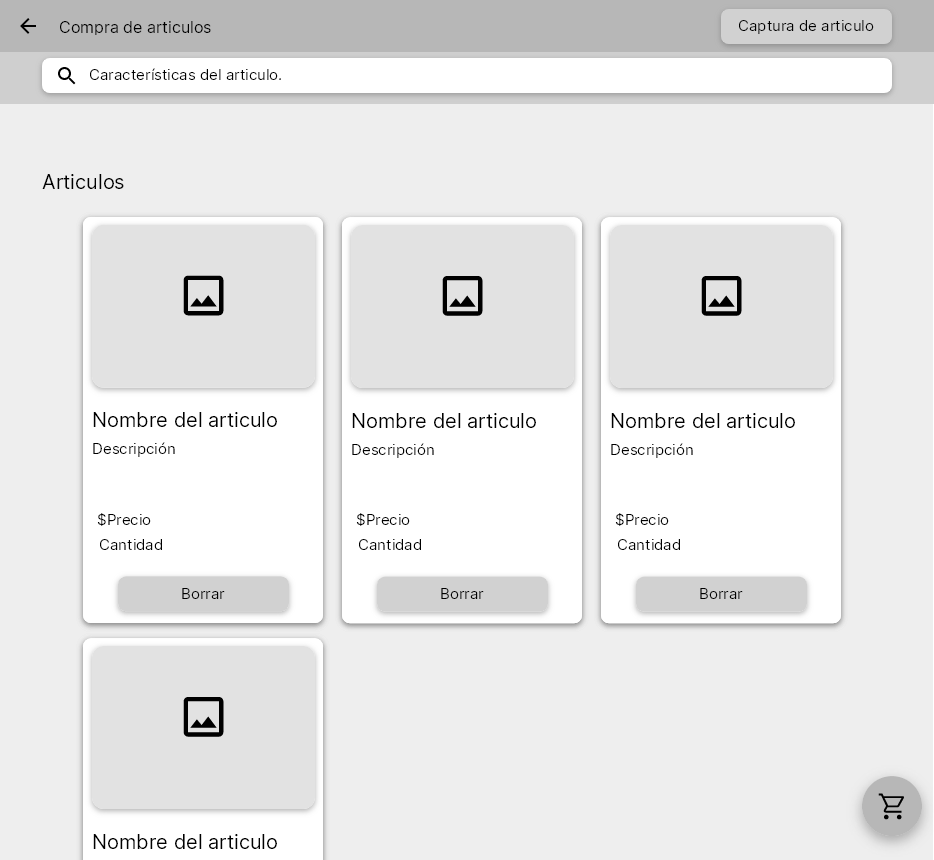 Compra de articulos
Captura de articulo
Características del articulo.
Articulos
Nombre del articulo
Descripción
$Precio
Cantidad
Borrar
Nombre del articulo
Descripción
$Precio
Cantidad
Borrar
Nombre del articulo
Descripción
$Precio
Cantidad
Borrar
Nombre del articulo